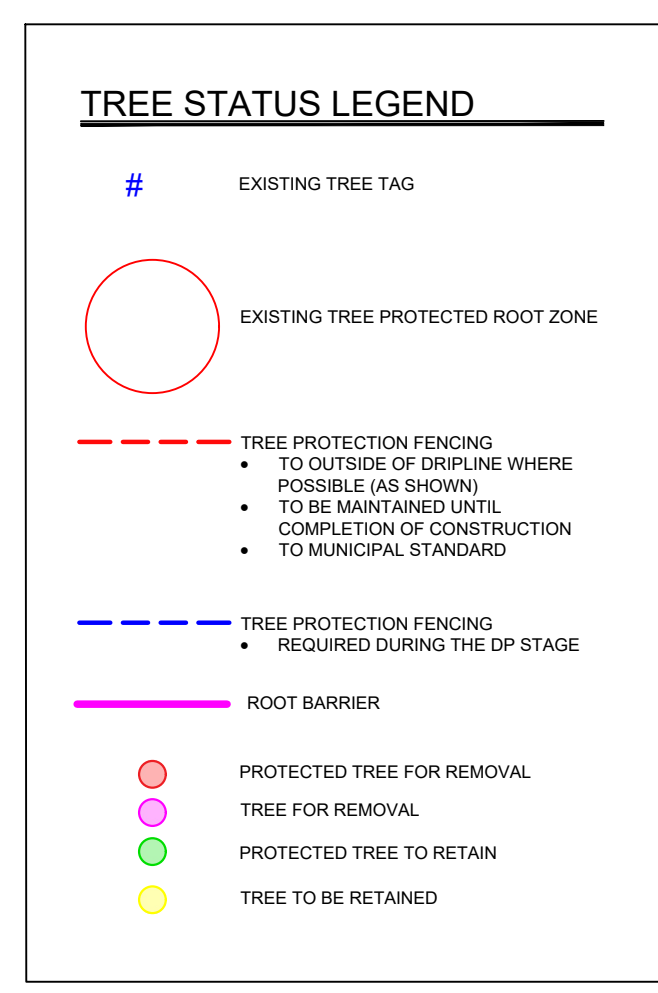 TREE STATUS LEGEND
# EXISTING TREE TAG
EXISTING TREE PROTECTED ROOT ZONE
TREE PROTECTION FENCING
• TO OUTSIDE OF DRIPLINE WHERE
POSSIBLE (AS SHOWN)
• TO BE MAINTAINED UNTIL
COMPLETION OF CONSTRUCTION
• TO MUNICIPAL STANDARD
TREE PROTECTION FENCING
• REQUIRED DURING THE DP STAGE
ROOT BARRIER
PROTECTED TREE FOR REMOVAL
TREE FOR REMOVAL
PROTECTED TREE TO RETAIN
TREE TO BE RETAINED